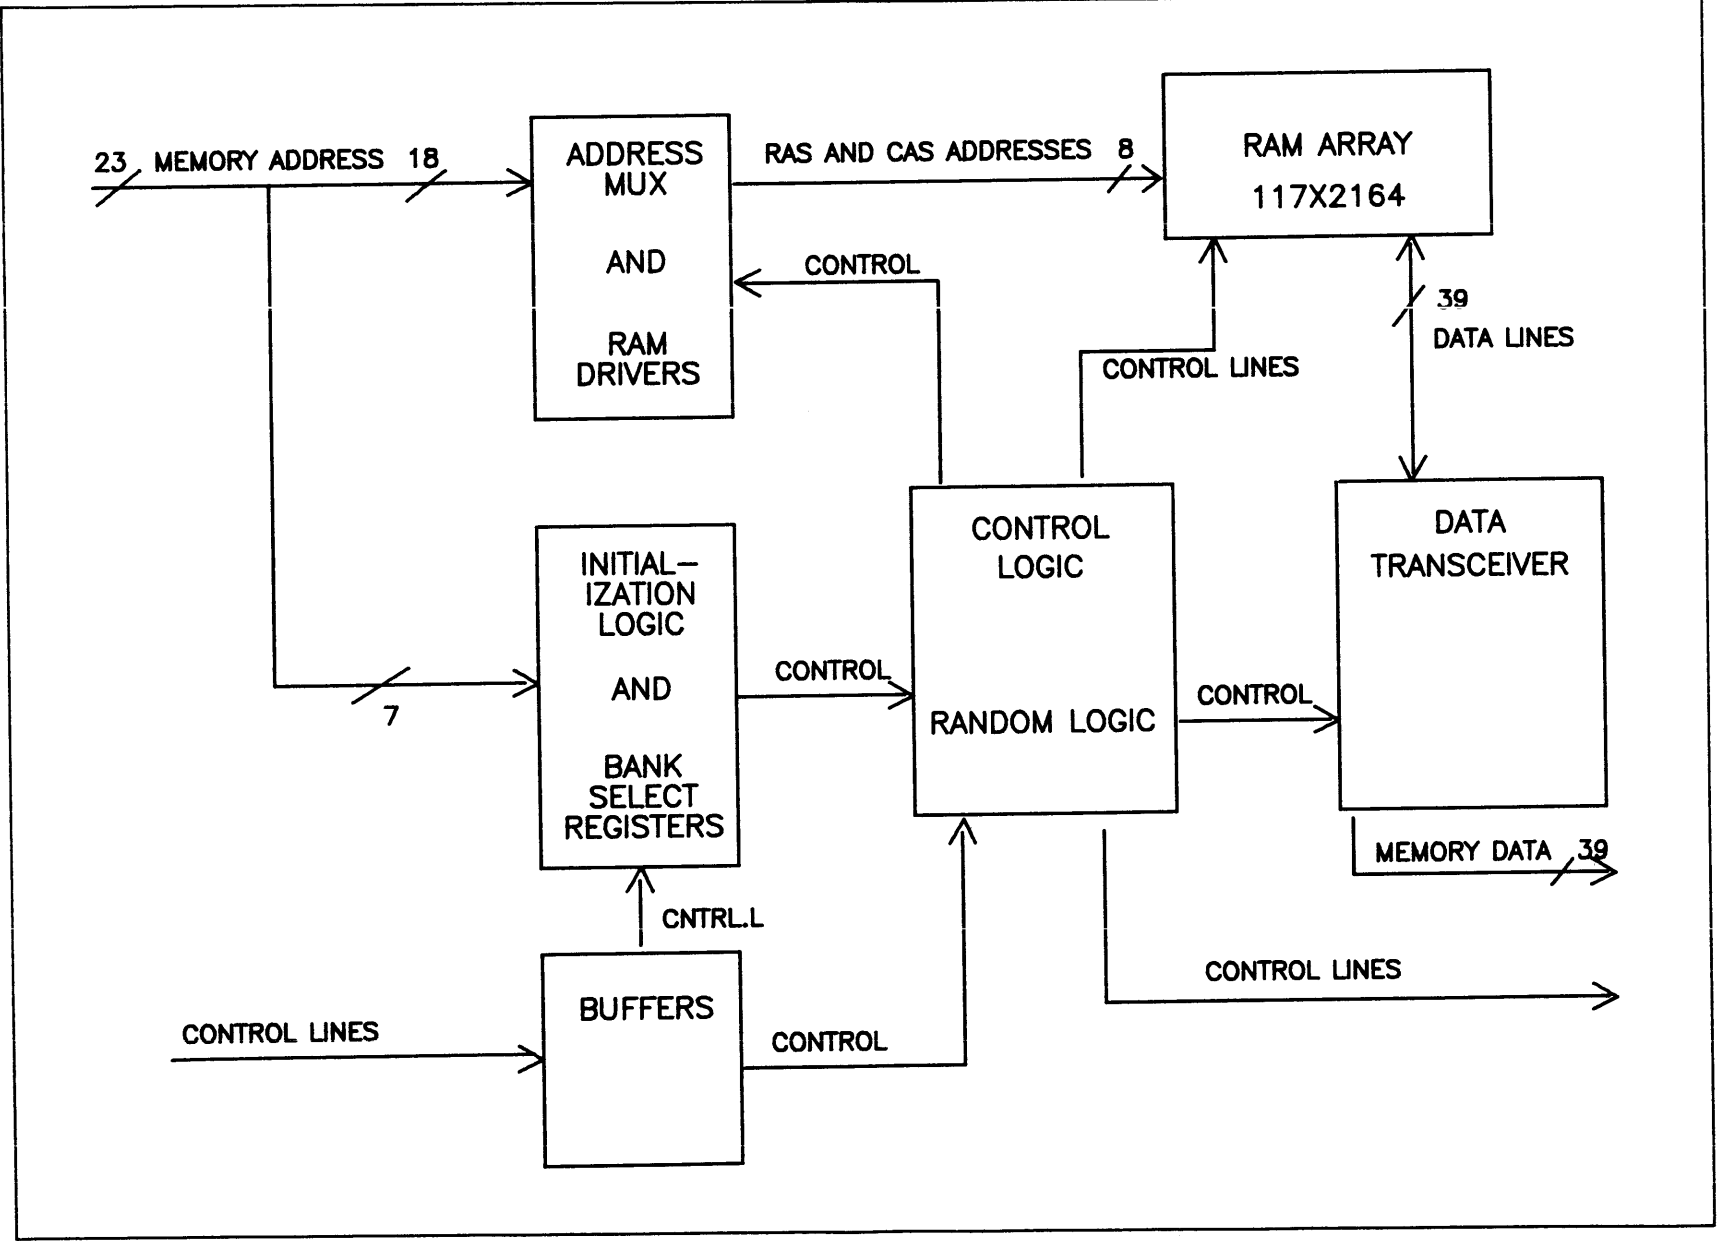 23 MEMORY ADDRESS 18
ADDRESS
MUX
AND
RAM
DRIVERS
RAS AND CAS ADDRESSES 8
RAM ARRAY
117X2164
CONTROL
CONTROL LINES
39
DATA LINES
7
INITIAL-
IZATION
LOGIC
AND
BANK
SELECT
REGISTERS
CONTROL
CONTROL
LOGIC
RANDOM LOGIC
CONTROL
DATA
TRANSCEIVER
MEMORY DATA 39
CNTRL.L
CONTROL LINES
BUFFERS
CONTROL
CONTROL LINES